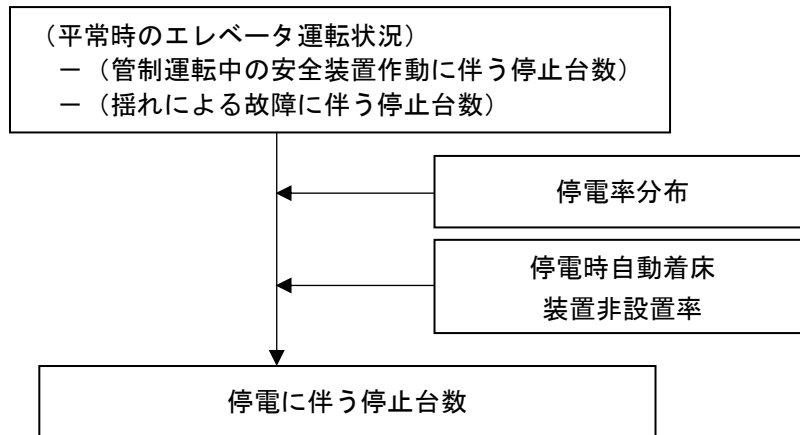 （平常時のエレベータ運転状況）
－（管制運転中の安全装置作動に伴う停止台数）
－（揺れによる故障に伴う停止台数）
停電率分布
停電時自動着床
装置非設置率
停電に伴う停止台数